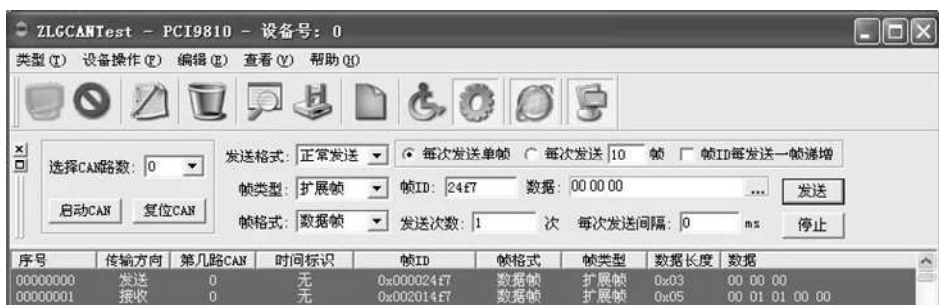 ZLGCANTest - PCI9810 - 设备号: 0
类型(T) 设备操作(P) 编辑(E) 查看(V) 帮助(H)
选择CAN路数: 0 发送格式: 正常发送 每次发送单帧 每次发送 10 帧 帧ID每发送一帧递增
帧类型: 扩展帧 帧ID: 24f7 数据: 00 00 00 ... 发送
启动CAN 复位CAN 帧格式: 数据帧 发送次数: 1 次 每次发送间隔: 0 ms 停止
序号 传输方向 第几路CAN 时间标识 帧ID 帧格式 帧类型 数据长度 数据
00000000 发送 0 无 0x000024f7 数据帧 扩展帧 0x03 00 00 00
00000001 接收 0 无 0x002014f7 数据帧 扩展帧 0x05 00 01 01 00 00